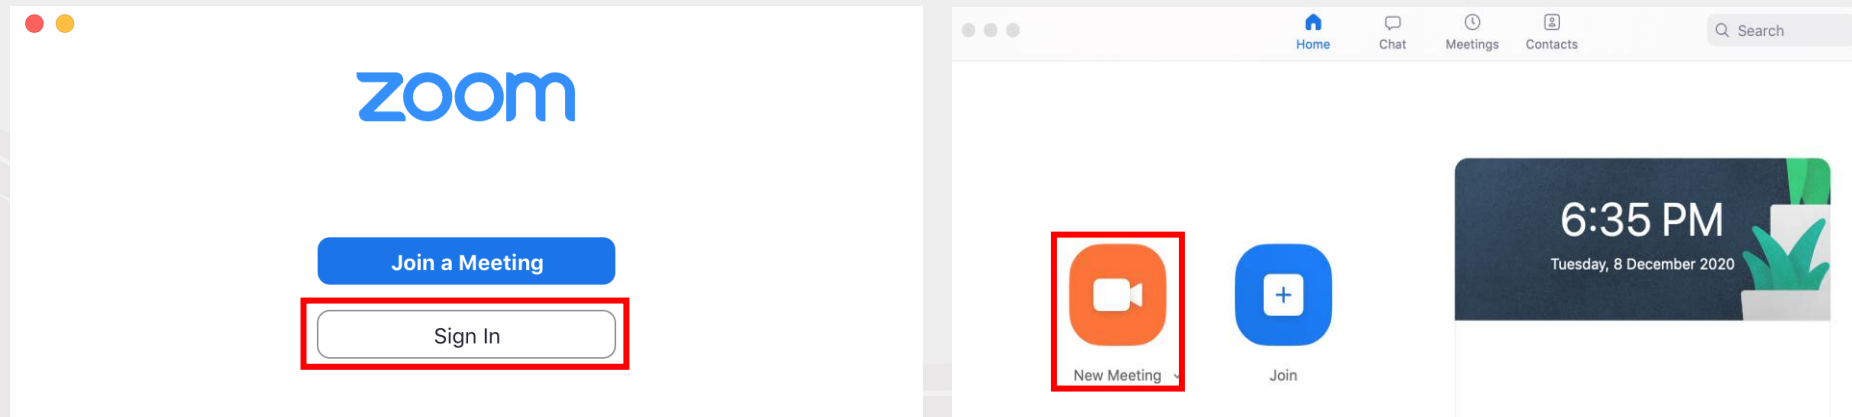 zoom
Join a Meeting
Sign In
Home Chat Meetings Contacts
Search
6:35 PM
Tuesday, 8 December 2020
New Meeting
Join